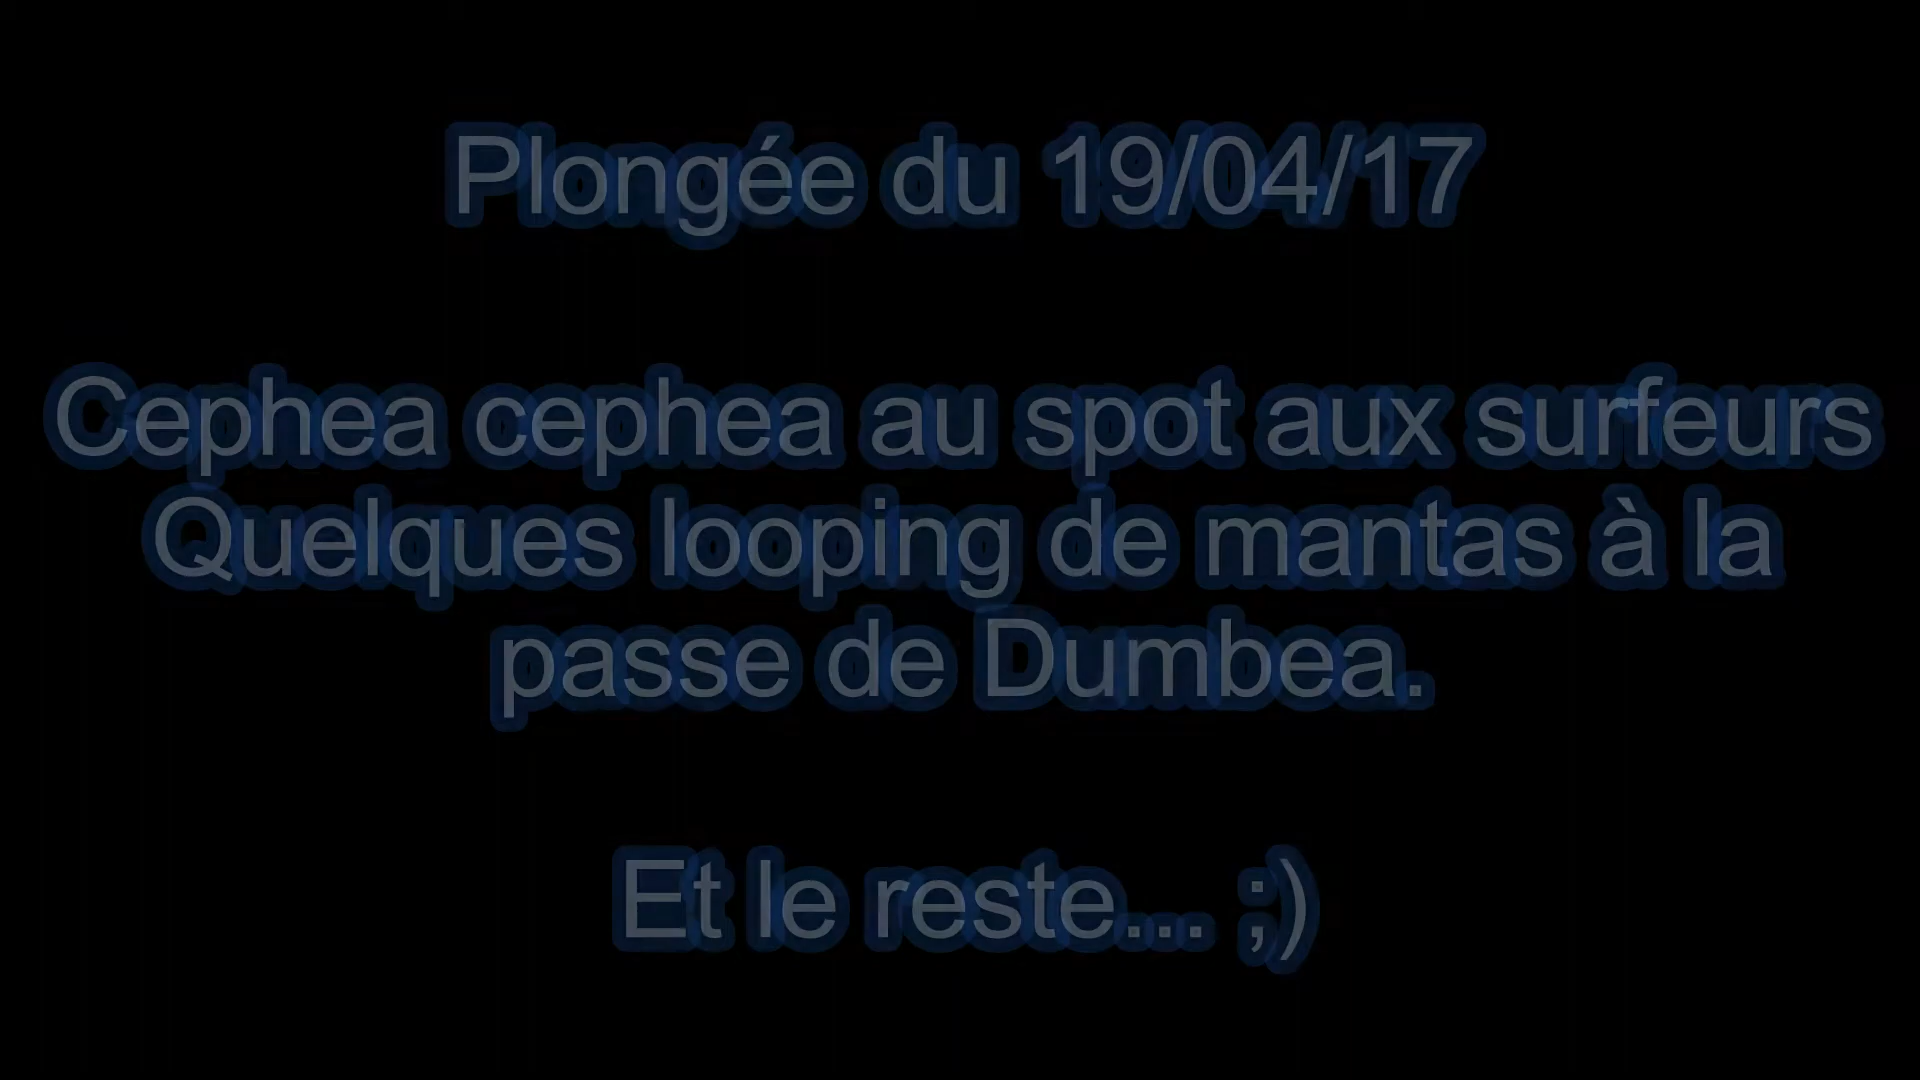 Plongée du 19/04/17
Cephea cephea au spot aux surfeurs
Quelques looping de mantas à la
passe de Dumbea.
Et le reste... ;)